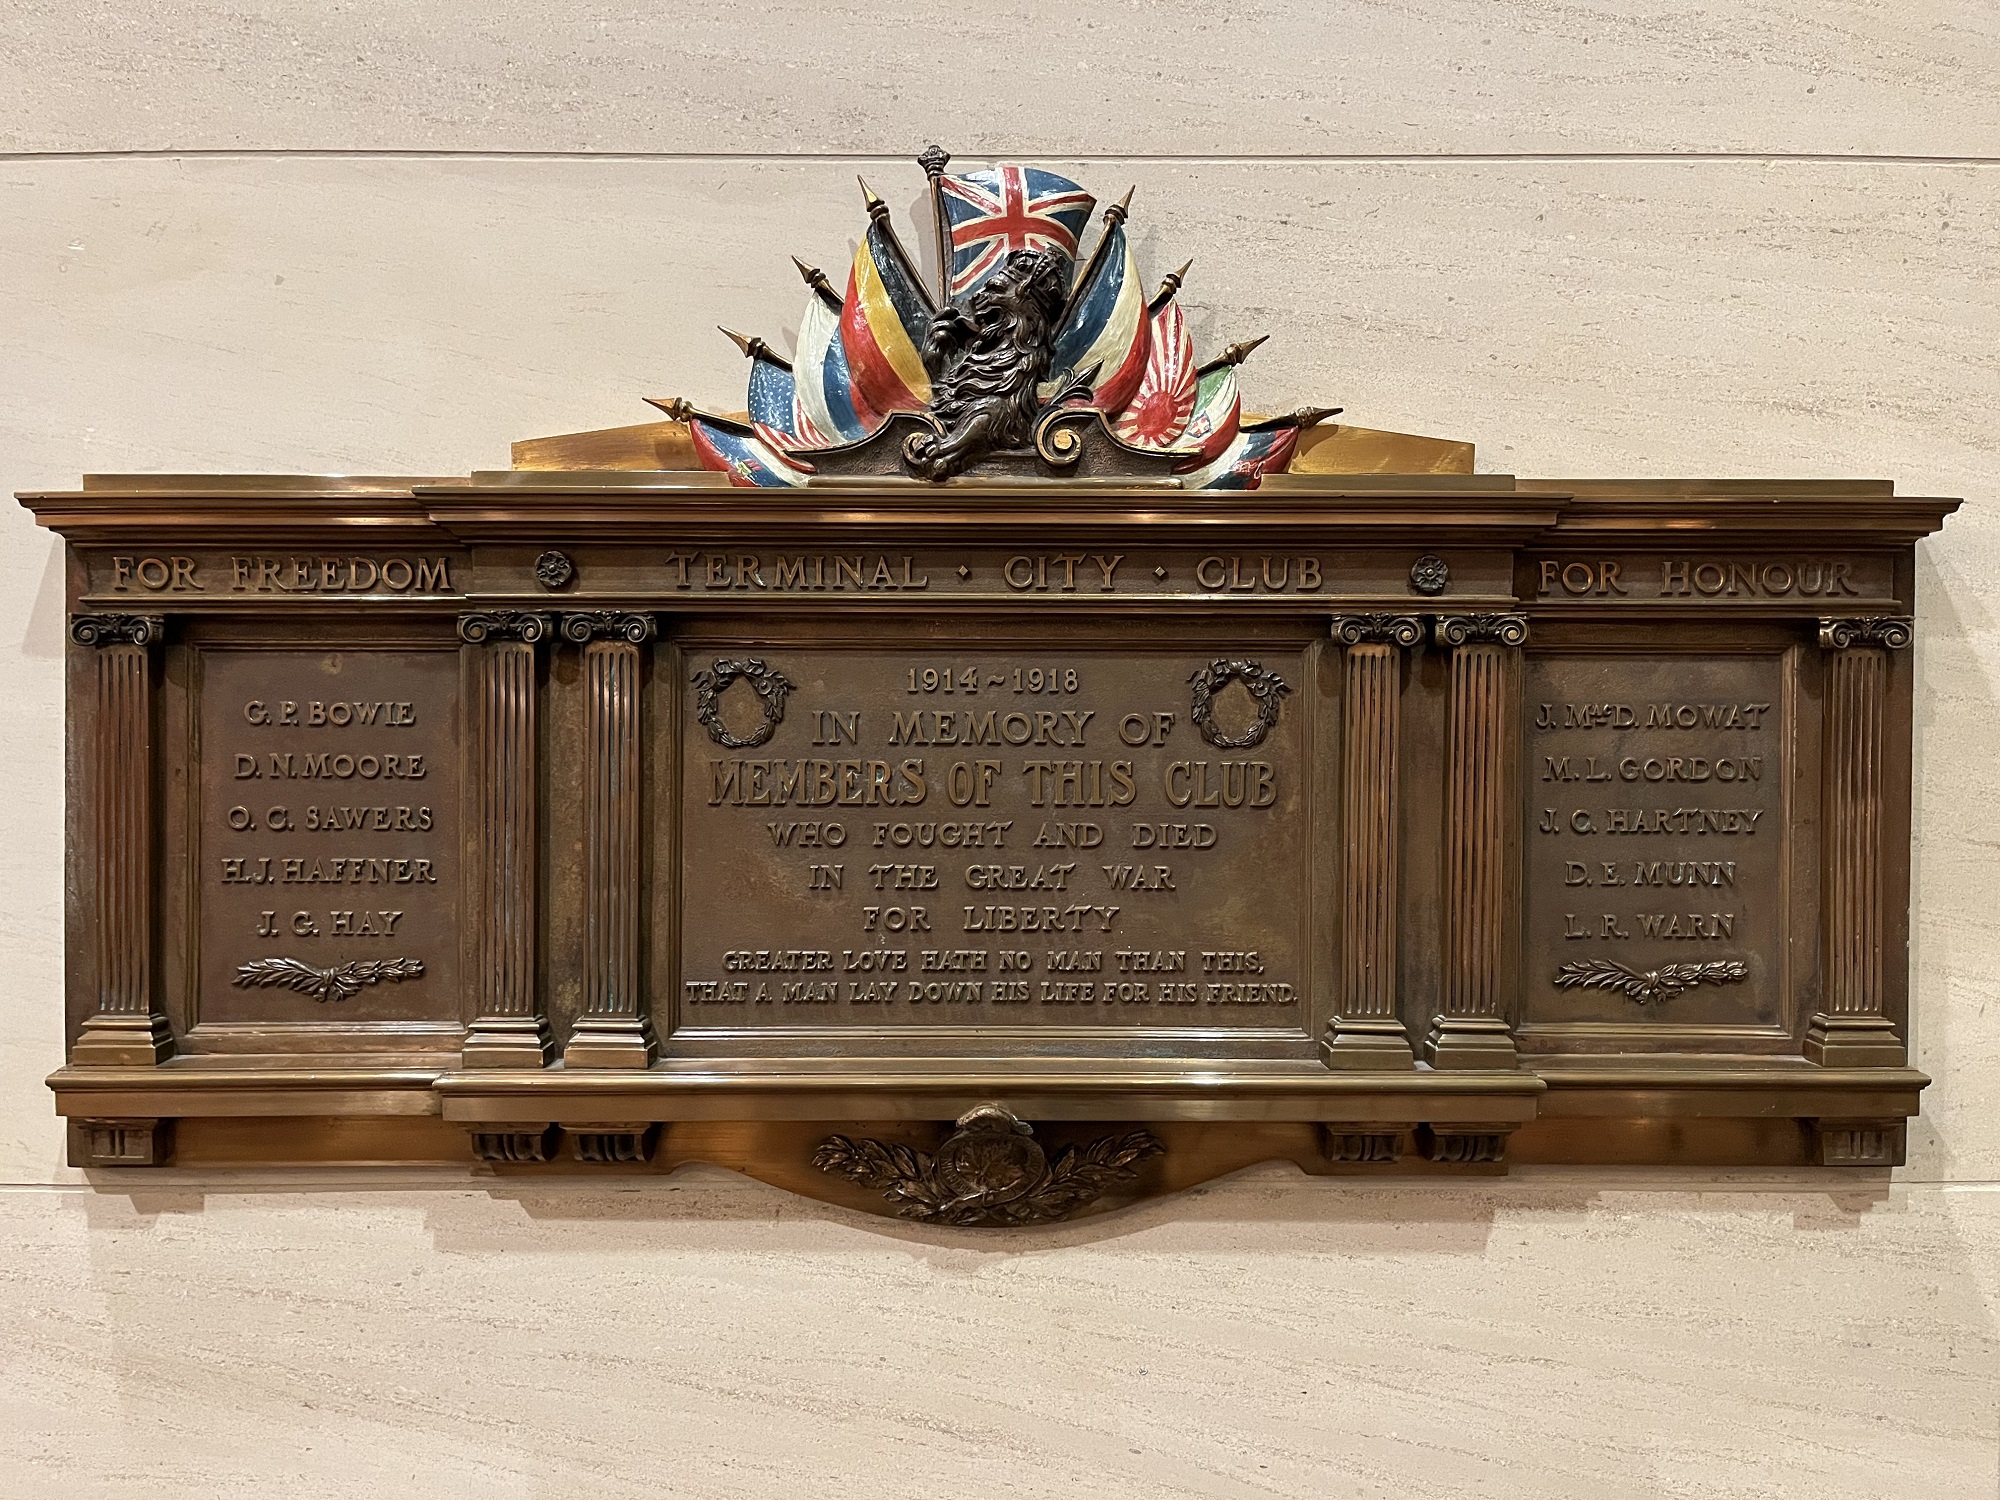 FOR FREEDOM
TERMINAL · CITY · CLUB
FOR HONOUR
G. P. BOWIE
D. N. MOORE
O. C. SAWERS
H. J. HAFFNER
J. G. HAY
1914 ~ 1918
IN MEMORY OF
MEMBERS OF THIS CLUB
WHO FOUGHT AND DIED
IN THE GREAT WAR
FOR LIBERTY
GREATER LOVE HATH NO MAN THAN THIS,
THAT A MAN LAY DOWN HIS LIFE FOR HIS FRIEND.
J. MacD. MOWAT
M. L. GORDON
J. C. HARTNEY
D. E. MUNN
L. R. WARN